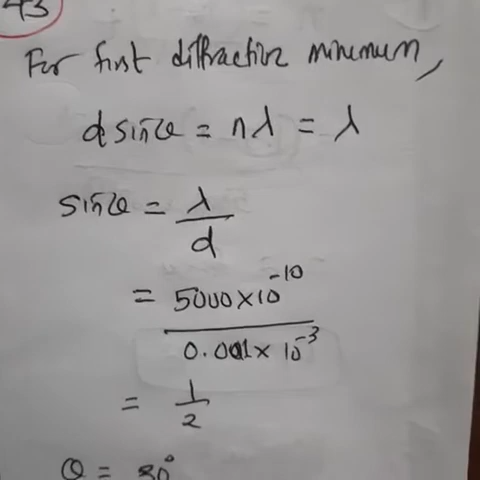 43
For first diffraction minimum,
d sinθ = nλ = λ
sinθ = λ/d
= 5000×10⁻¹⁰ / 0.001×10⁻³
= 1/2
θ = 30°